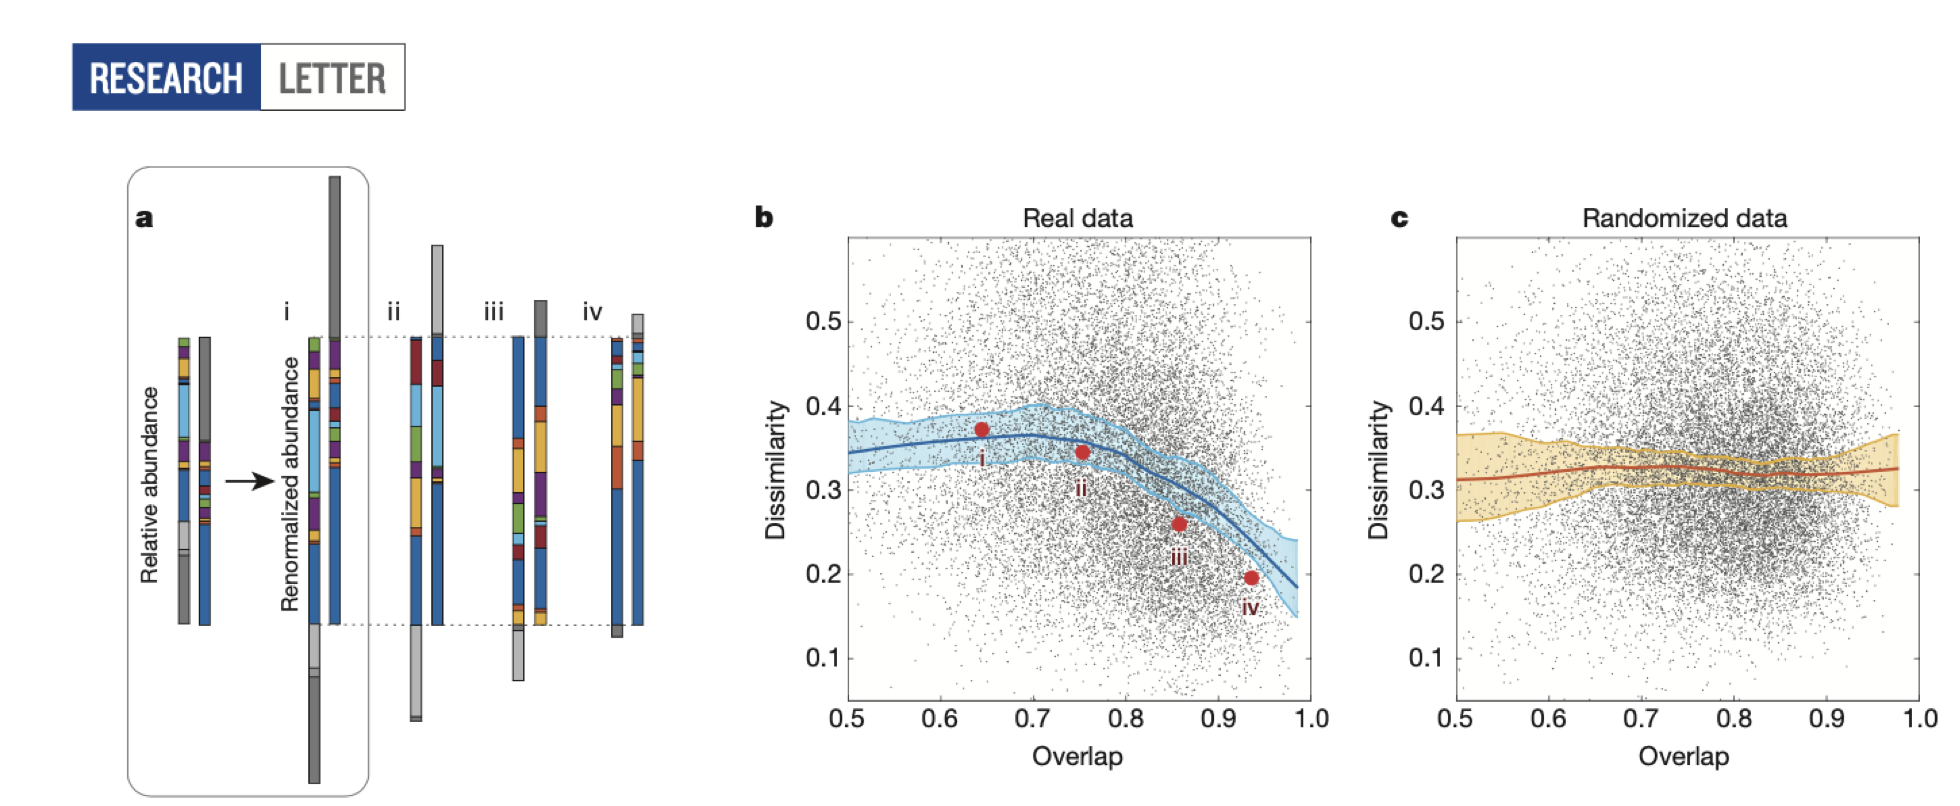 RESEARCH LETTER
a
Relative abundance
Renormalized abundance
i ii iii iv
b
Real data
Dissimilarity
0.5
0.4
0.3
0.2
0.1
i
ii
iii
iv
0.5 0.6 0.7 0.8 0.9 1.0
Overlap
c
Randomized data
Dissimilarity
0.5
0.4
0.3
0.2
0.1
0.5 0.6 0.7 0.8 0.9 1.0
Overlap